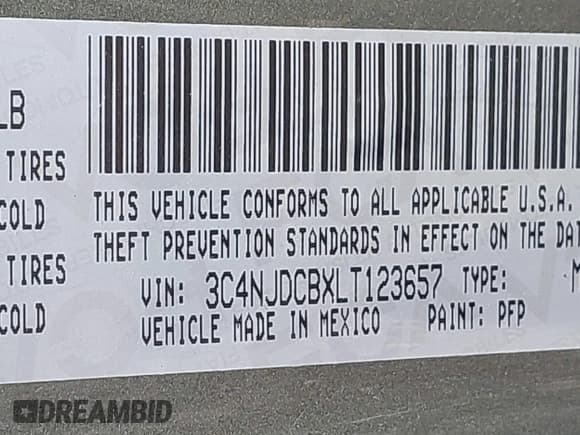 LB
TIRES
COLD
TIRES
COLD
THIS VEHICLE CONFORMS TO ALL APPLICABLE U.S.A.
THEFT PREVENTION STANDARDS IN EFFECT ON THE DAT
VIN: 3C4NJDCBXLT123657 TYPE: M
VEHICLE MADE IN MEXICO PAINT: PFP
DREAMBID